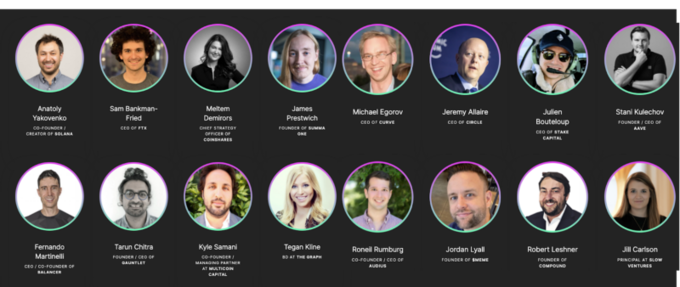 Anatoly
Yakovenko
CO-FOUNDER /
CREATOR OF SOLANA
Sam Bankman-
Fried
CEO OF FTX
Meltem
Demirors
CHIEF STRATEGY
OFFICER OF
COINSHARES
James
Prestwich
FOUNDER OF SUMMA
ONE
Michael Egorov
CEO OF CURVE
Jeremy Allaire
CEO OF CIRCLE
Julien
Bouteloup
CEO OF STAKE
CAPITAL
Stani Kulechov
FOUNDER / CEO OF
AAVE
Fernando
Martinelli
CEO / CO-FOUNDER OF
BALANCER
Tarun Chitra
FOUNDER / CEO OF
GAUNTLET
Kyle Samani
CO-FOUNDER /
MANAGING PARTNER
AT MULTICOIN
CAPITAL
Tegan Kline
BD AT THE GRAPH
Roneil Rumburg
CO-FOUNDER / CEO OF
AUDIUS
Jordan Lyall
FOUNDER OF $MEME
Robert Leshner
FOUNDER OF
COMPOUND
Jill Carlson
PRINCIPAL AT SLOW
VENTURES